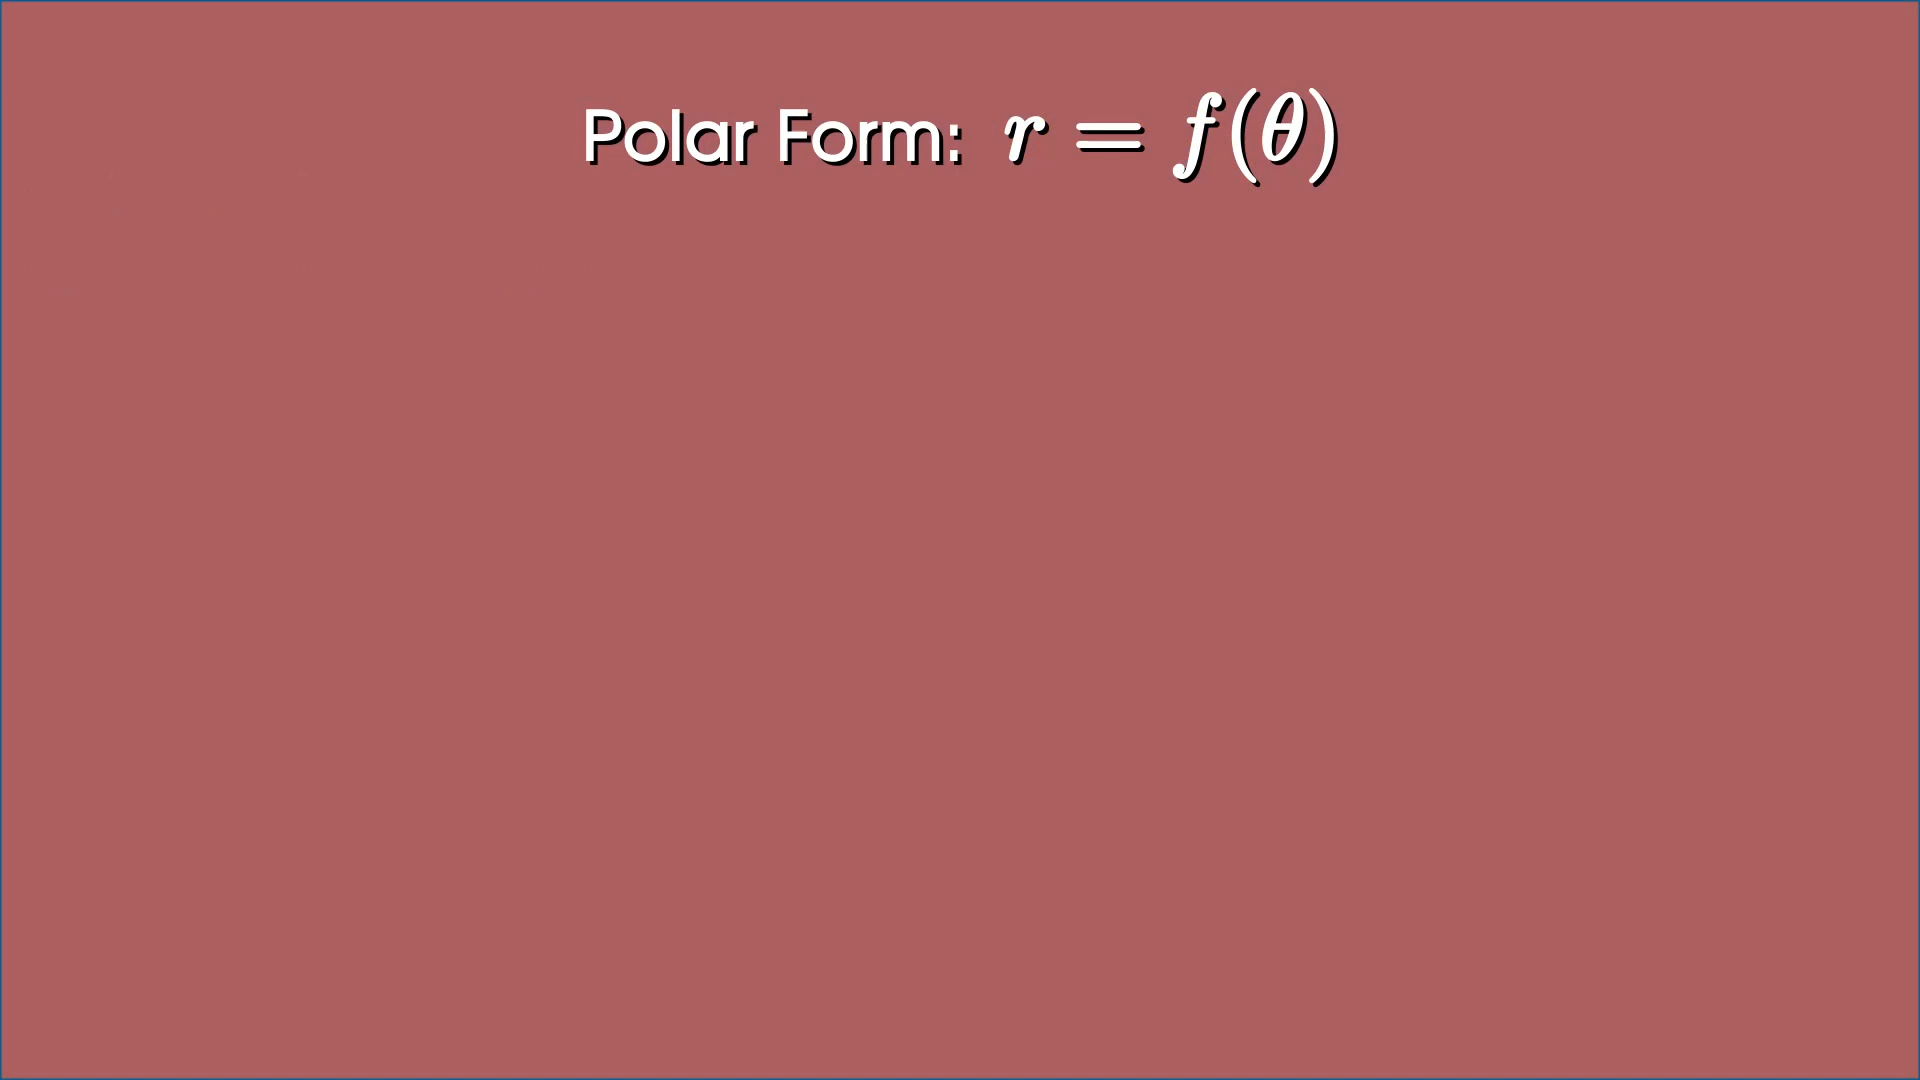 Polar Form: r = f(θ)